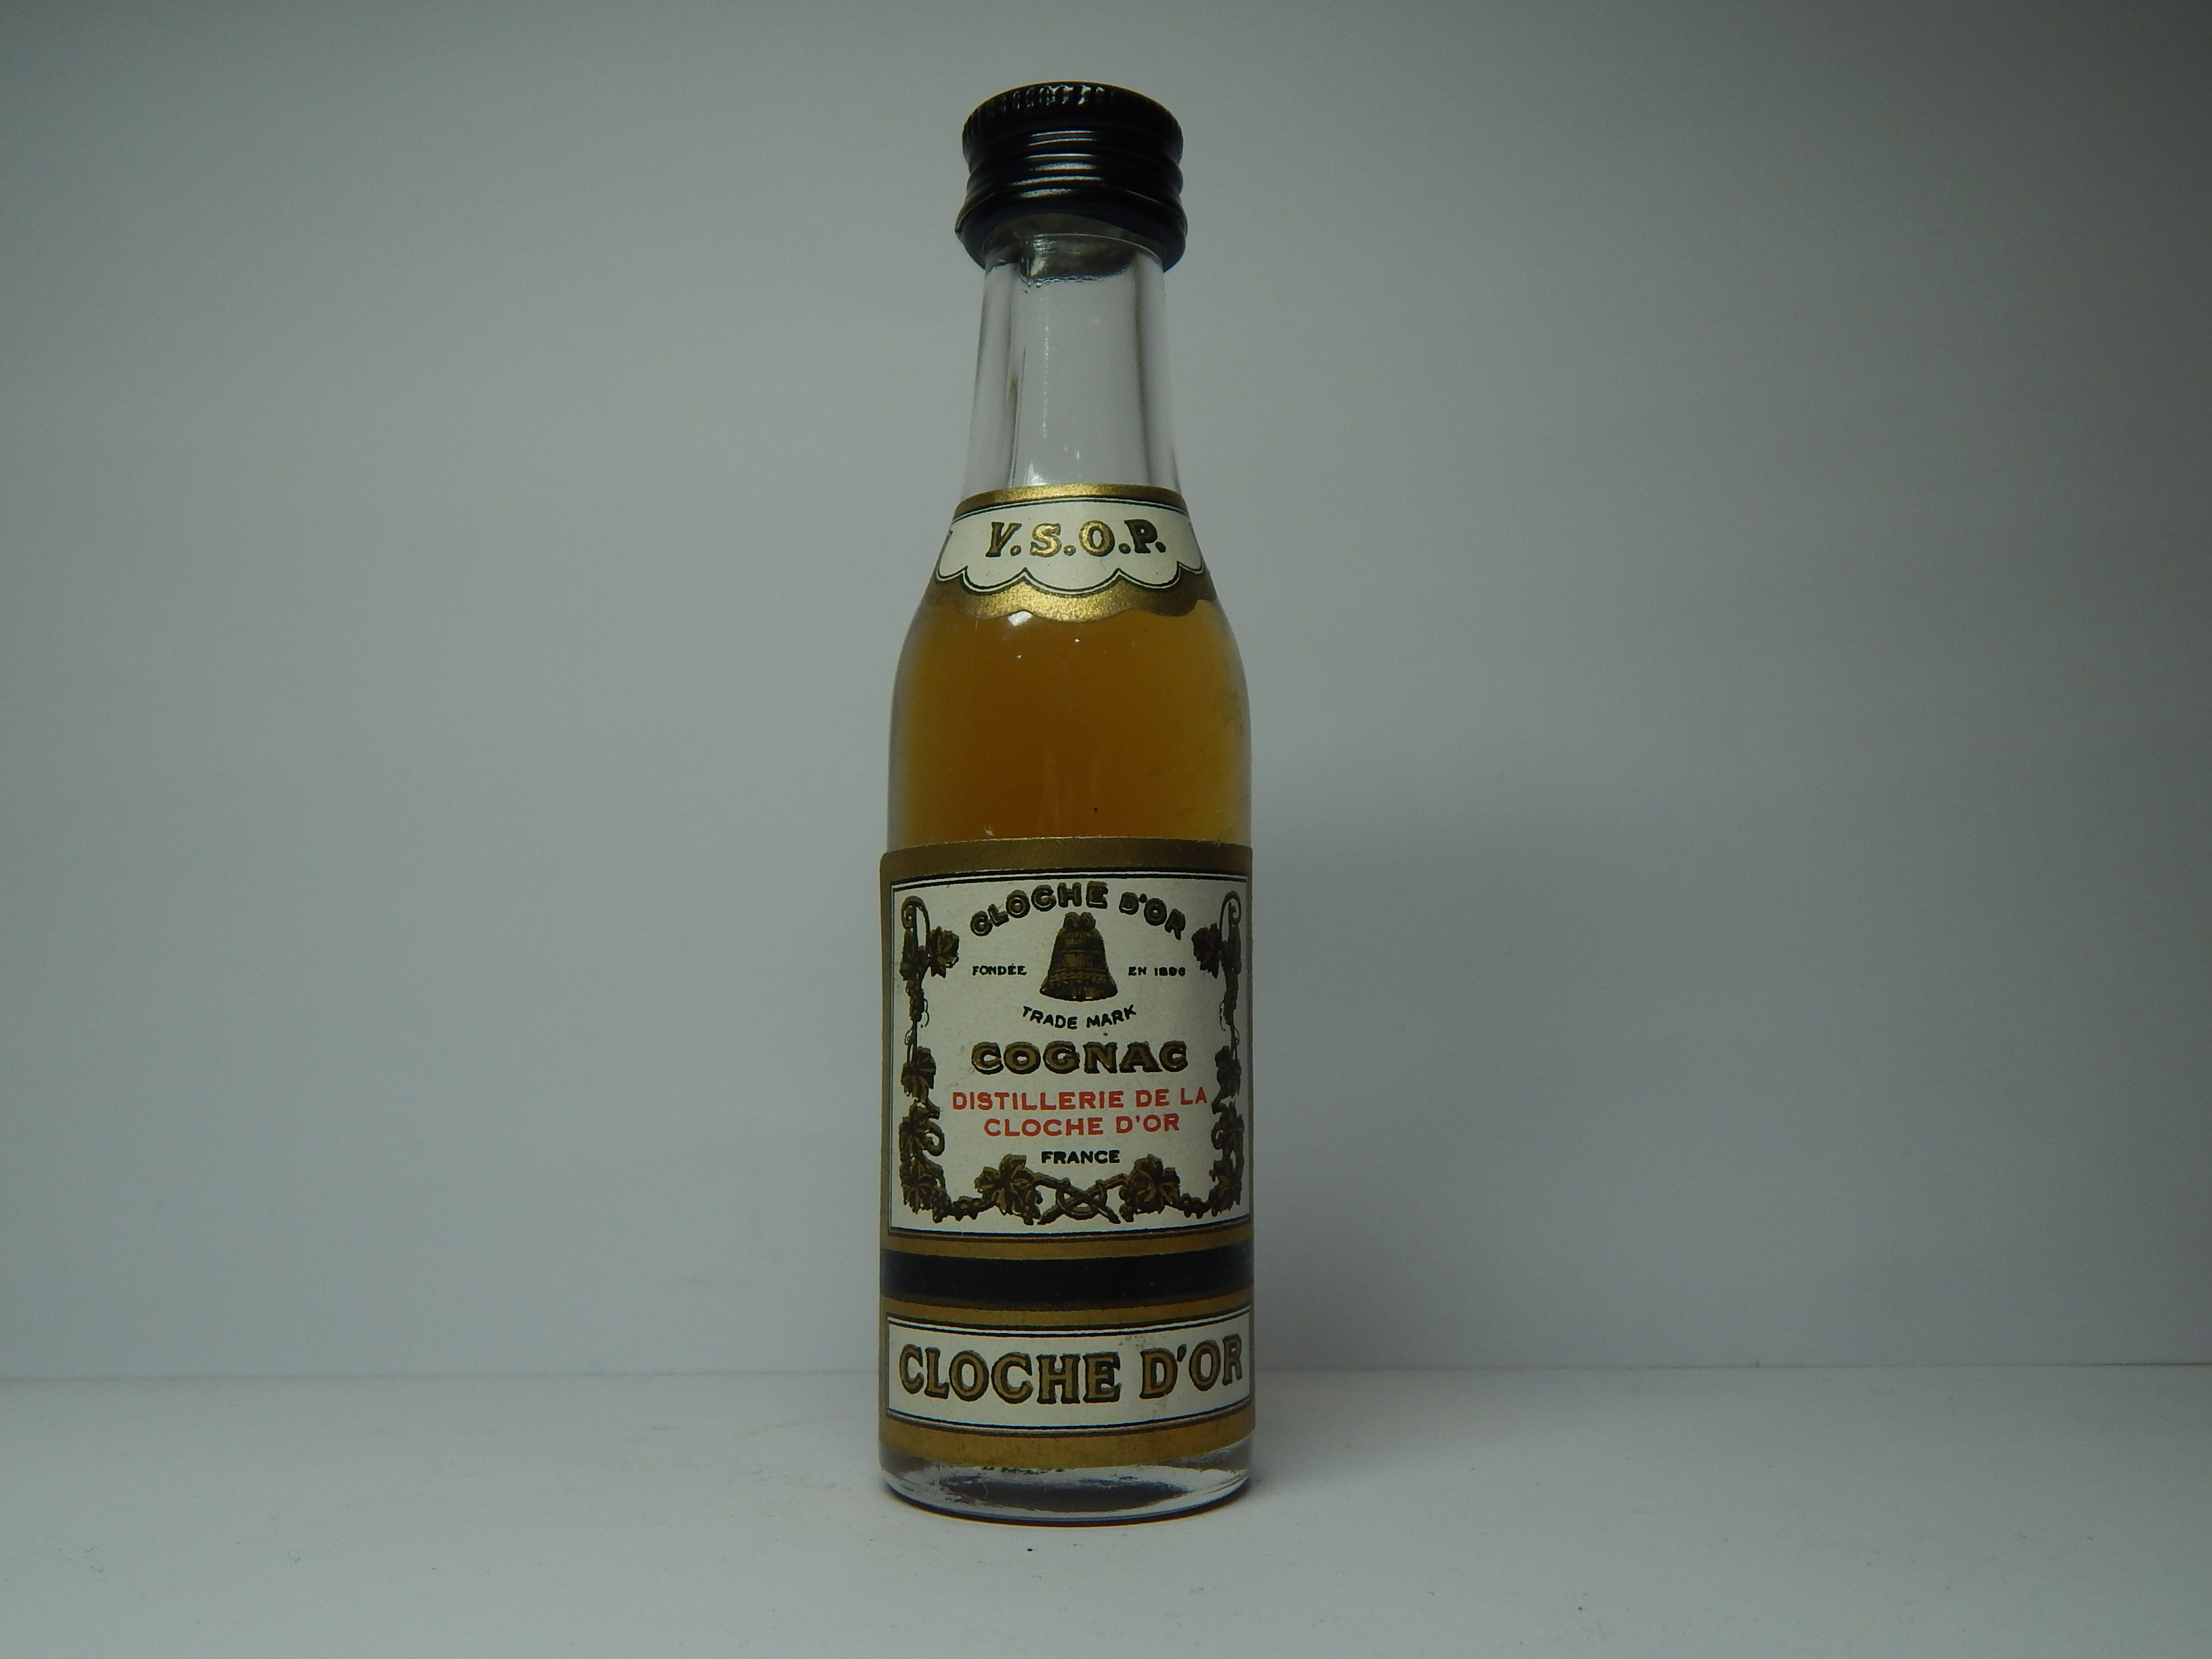 V.S.O.P.
CLOCHE D'OR
FONDÉE EN 1896
TRADE MARK
COGNAC
DISTILLERIE DE LA
CLOCHE D'OR
FRANCE
CLOCHE D'OR